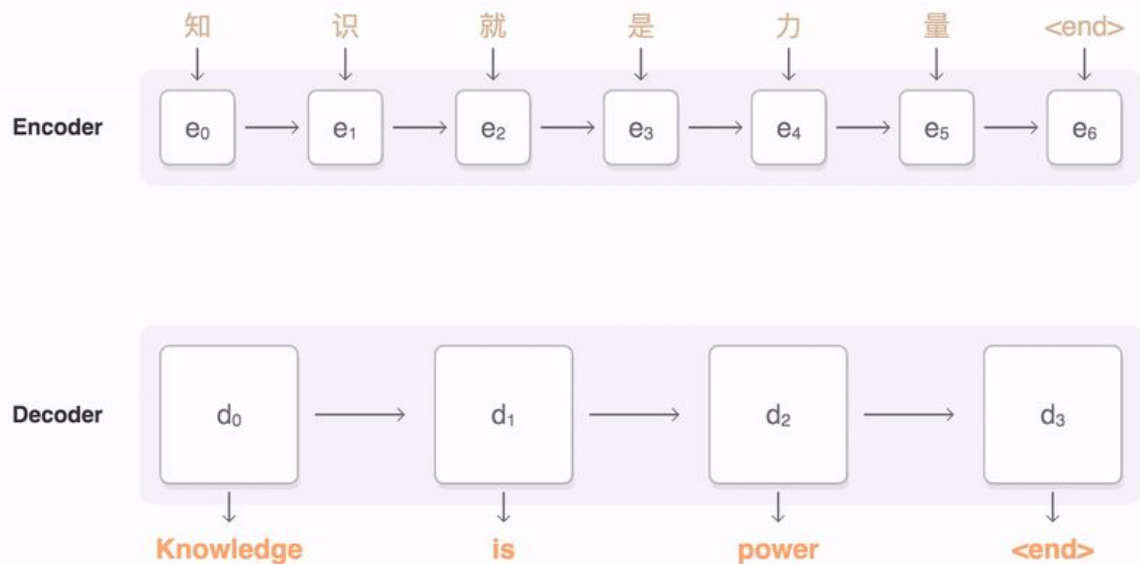 知 识 就 是 力 量 <end>
Encoder e₀ e₁ e₂ e₃ e₄ e₅ e₆
Decoder d₀ d₁ d₂ d₃
Knowledge is power <end>